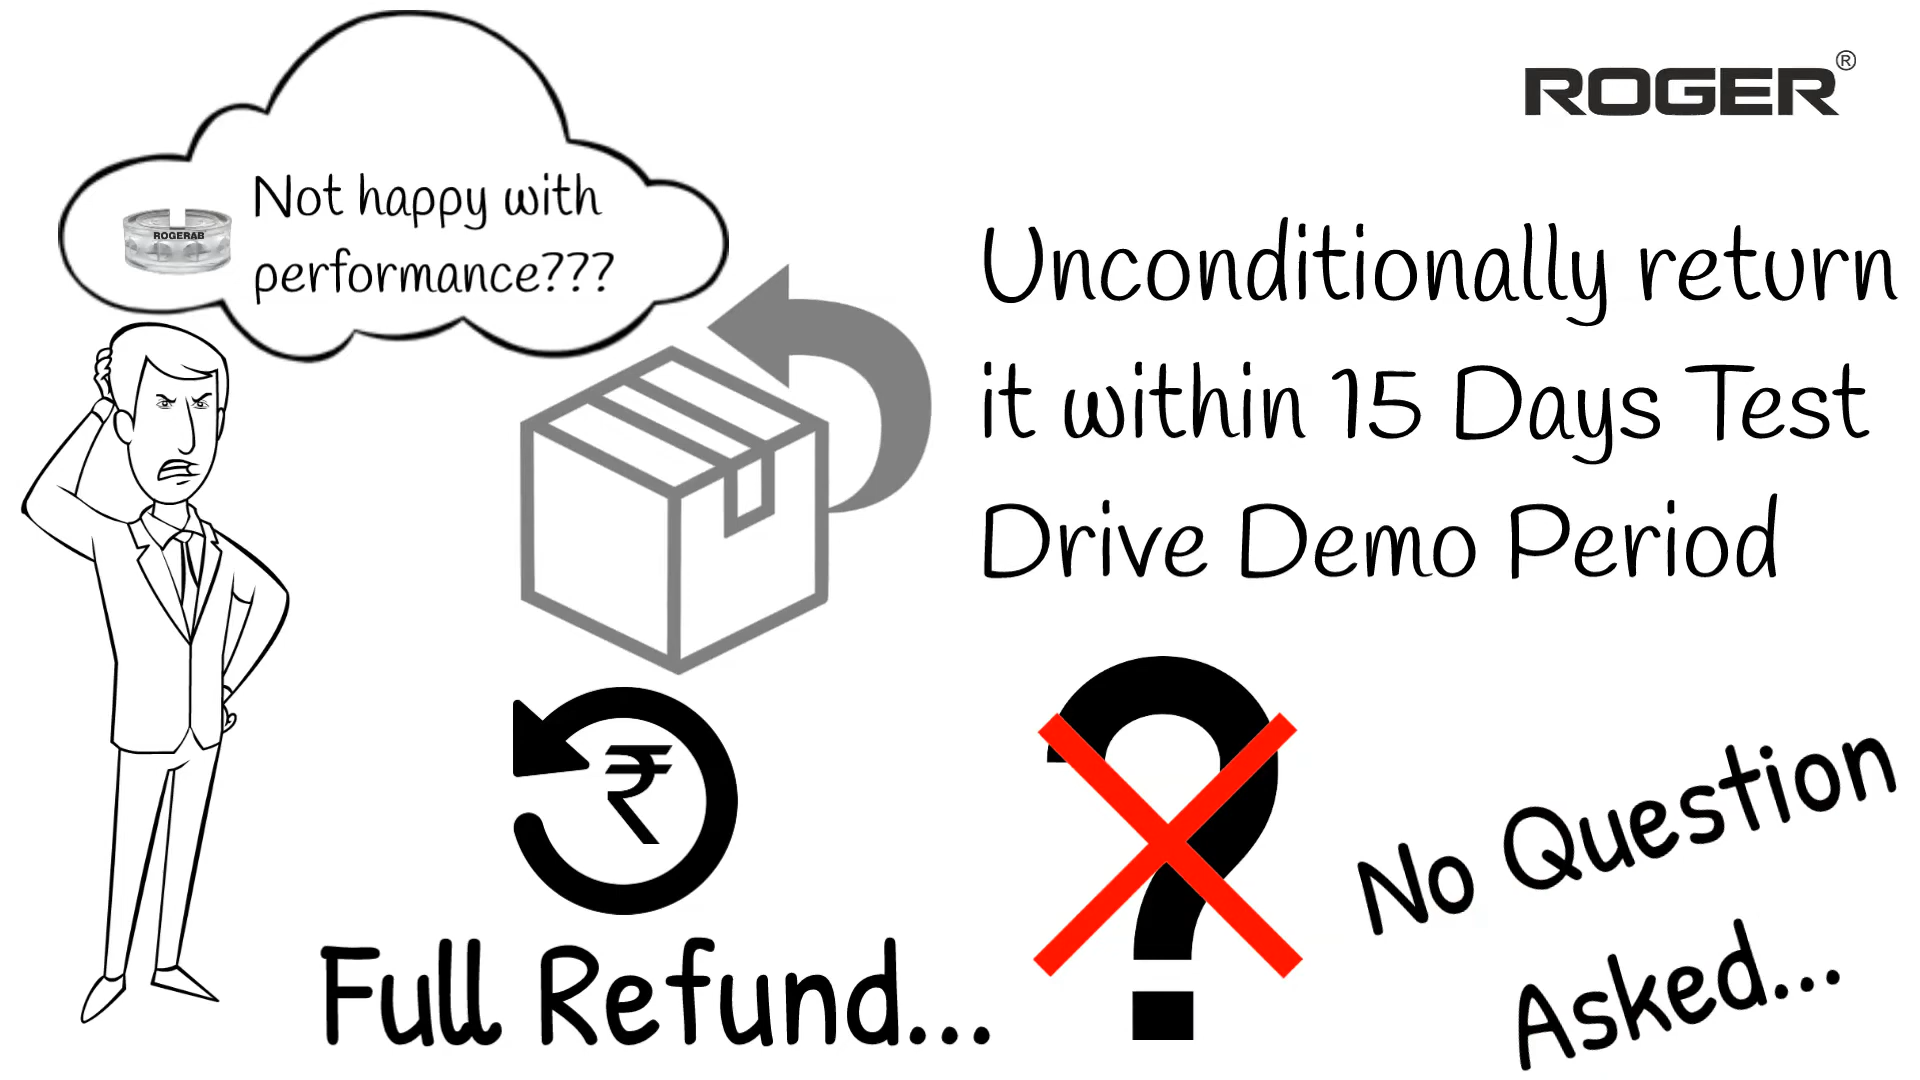 ROGER®
Not happy with
performance???
ROGERAB
Unconditionally return
it within 15 Days Test
Drive Demo Period
₹
Full Refund...
?
No Question
Asked...